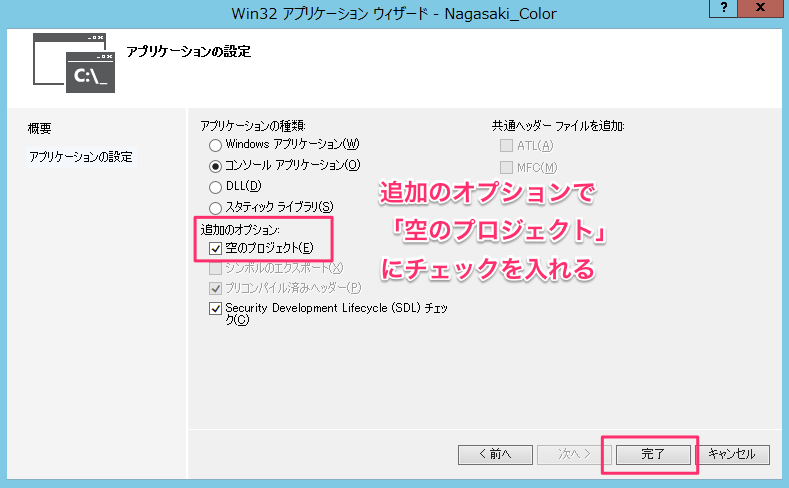 Win32 アプリケーション ウィザード - Nagasaki_Color
?
x
C:\_
アプリケーションの設定
概要
アプリケーションの設定
アプリケーションの種類:
Windows アプリケーション(W)
コンソール アプリケーション(O)
DLL(D)
スタティック ライブラリ(S)
追加のオプション:
空のプロジェクト(E)
シンボルのエクスポート(X)
プリコンパイル済みヘッダー(P)
Security Development Lifecycle (SDL) チェッ
ク(C)
共通ヘッダー ファイルを追加:
ATL(A)
MFC(M)
追加のオプションで
「空のプロジェクト」
にチェックを入れる
< 前へ
次へ >
完了
キャンセル